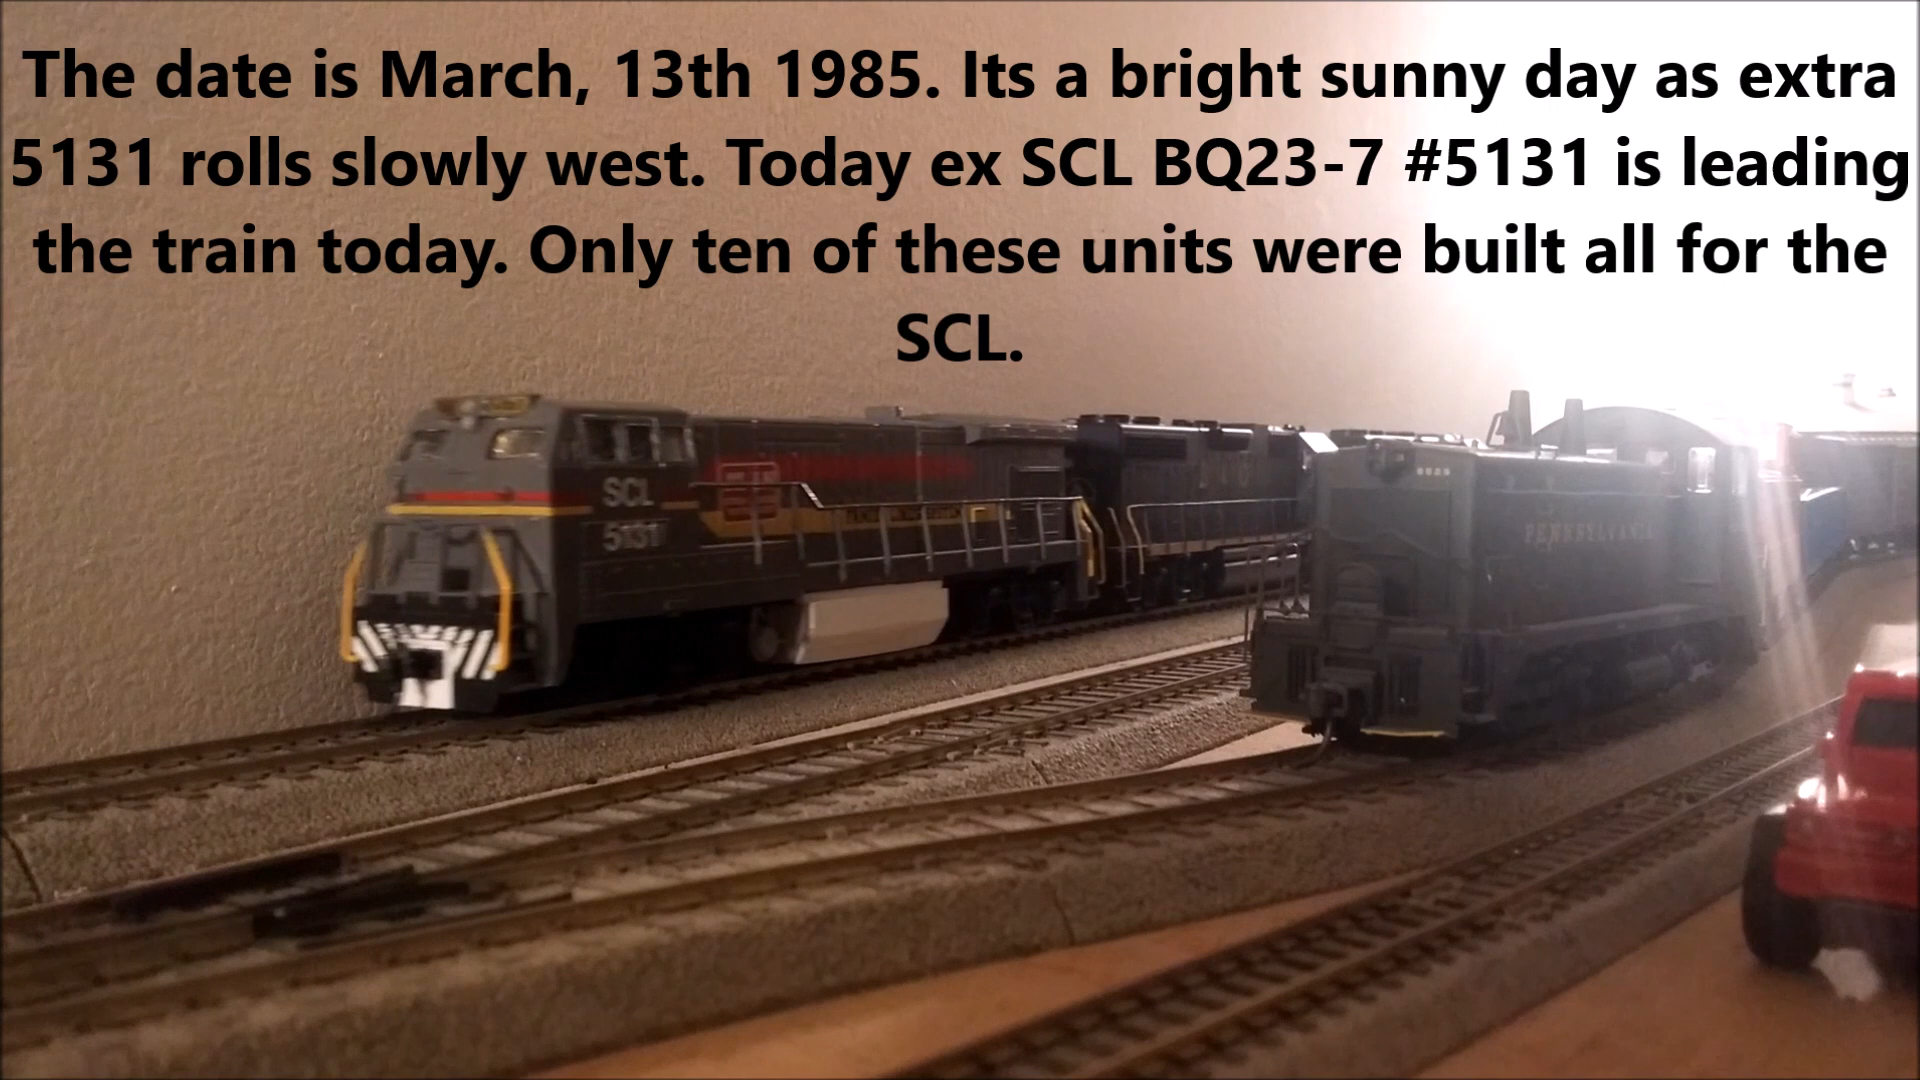 The date is March, 13th 1985. Its a bright sunny day as extra
5131 rolls slowly west. Today ex SCL BQ23-7 #5131 is leading
the train today. Only ten of these units were built all for the
SCL.
SCL
5131
PENNSYLVANIA